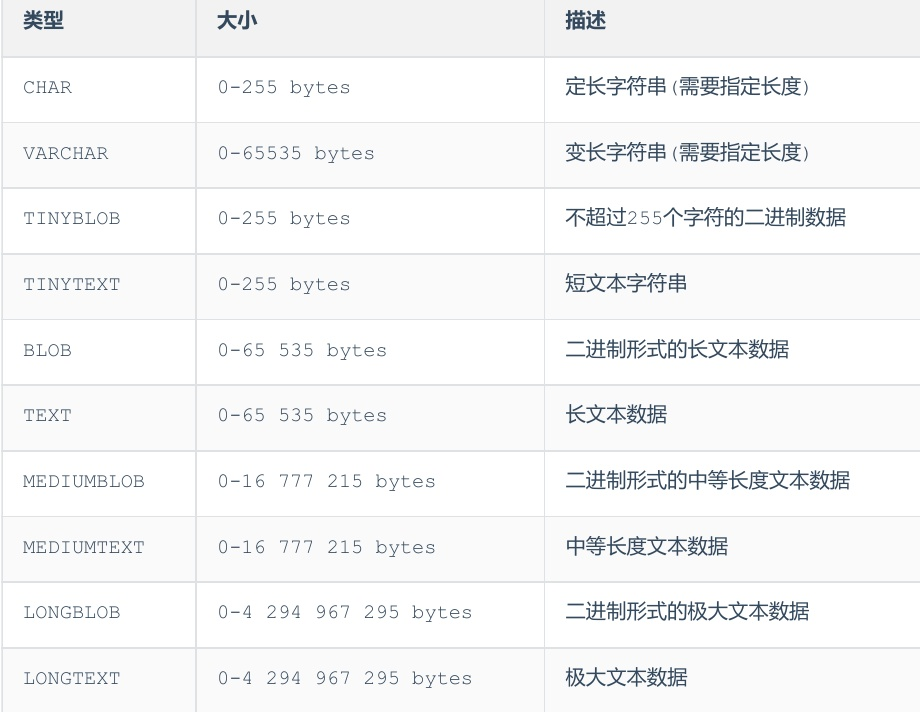 类型 大小 描述
CHAR 0-255 bytes 定长字符串(需要指定长度)
VARCHAR 0-65535 bytes 变长字符串(需要指定长度)
TINYBLOB 0-255 bytes 不超过255个字符的二进制数据
TINYTEXT 0-255 bytes 短文本字符串
BLOB 0-65 535 bytes 二进制形式的长文本数据
TEXT 0-65 535 bytes 长文本数据
MEDIUMBLOB 0-16 777 215 bytes 二进制形式的中等长度文本数据
MEDIUMTEXT 0-16 777 215 bytes 中等长度文本数据
LONGBLOB 0-4 294 967 295 bytes 二进制形式的极大文本数据
LONGTEXT 0-4 294 967 295 bytes 极大文本数据